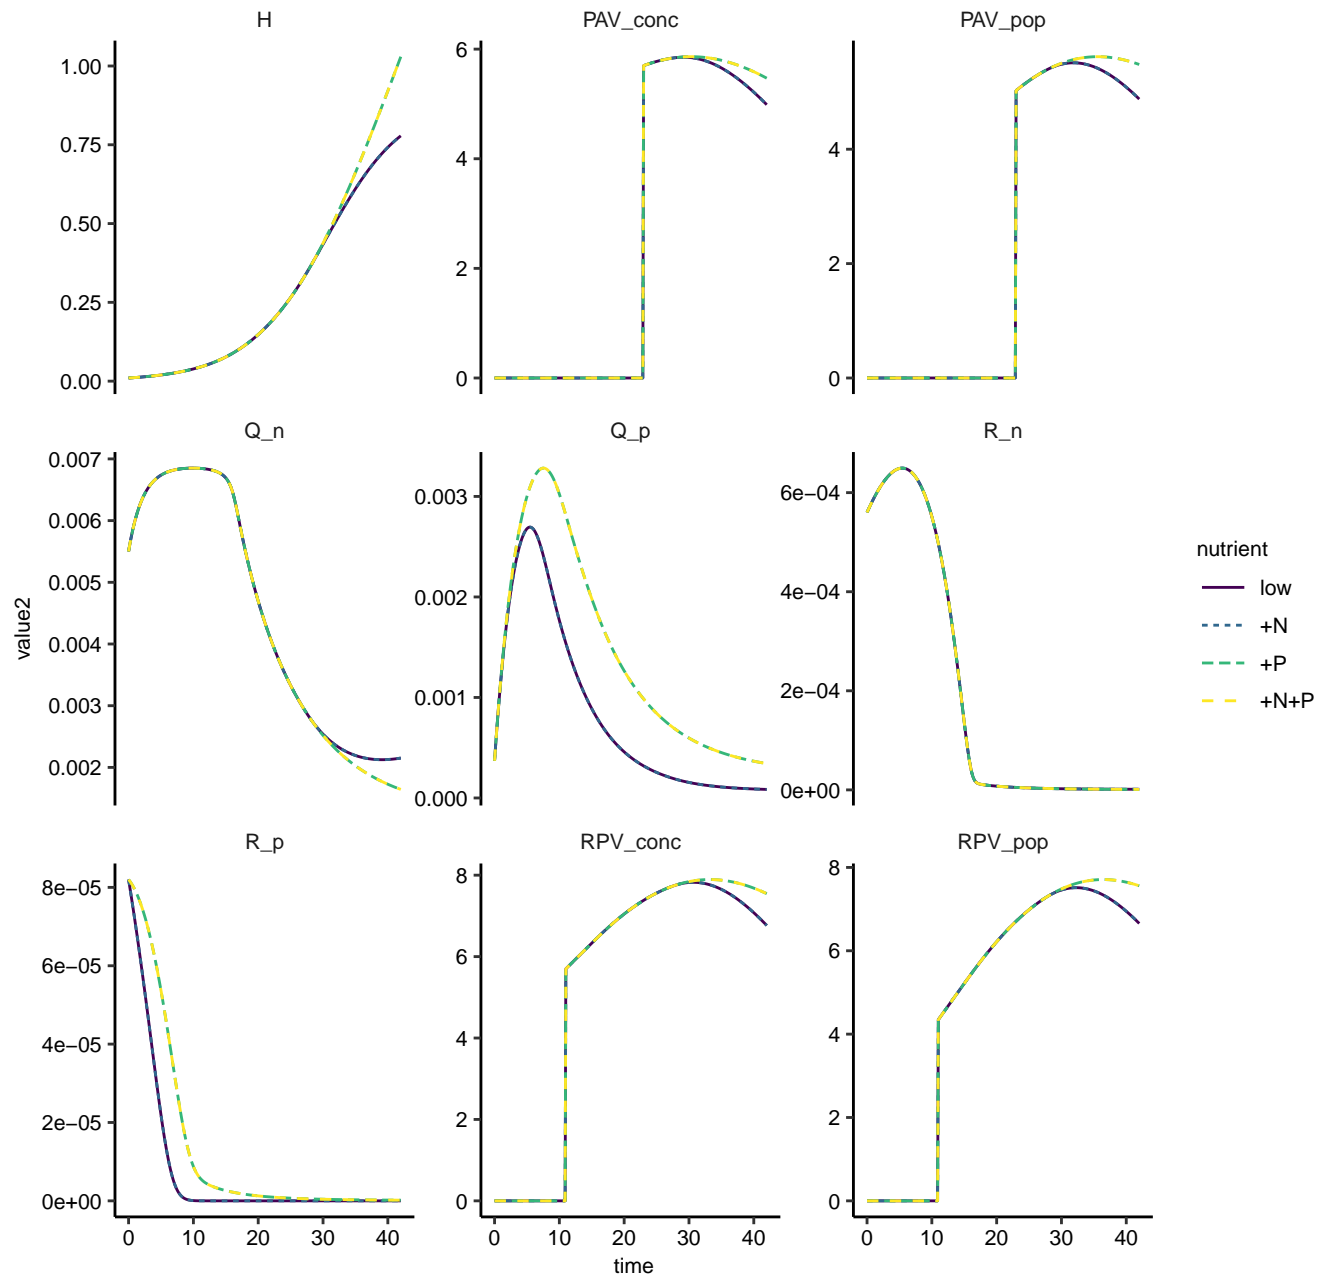 H
PAV_conc
PAV_pop
1.00
0.75
0.50
0.25
0.00
6
4
2
0
4
2
0
Q_n
Q_p
R_n
0.007
0.006
0.005
0.004
0.003
0.002
0.003
0.002
0.001
0.000
6e−04
4e−04
2e−04
0e+00
R_p
RPV_conc
RPV_pop
8e−05
6e−05
4e−05
2e−05
0e+00
8
6
4
2
0
8
6
4
2
0
0 10 20 30 40
0 10 20 30 40
0 10 20 30 40
time
value2
nutrient
low
+N
+P
+N+P